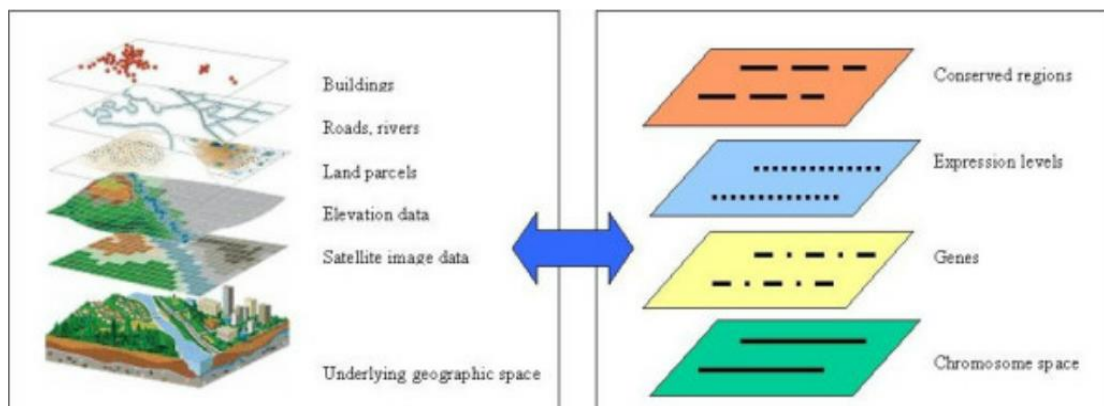 Buildings
Roads, rivers
Land parcels
Elevation data
Satellite image data
Underlying geographic space
Conserved regions
Expression levels
Genes
Chromosome space